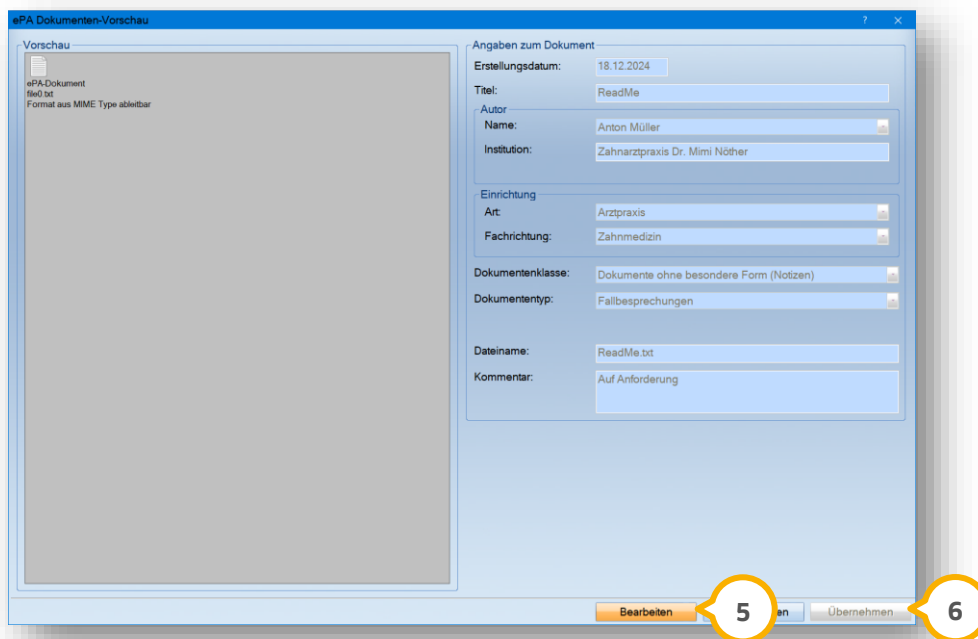 ePA Dokumenten-Vorschau ? ×
Vorschau
ePA-Dokument
file0.txt
Format aus MIME Type ableitbar
Angaben zum Dokument
Erstellungsdatum: 18.12.2024
Titel: ReadMe
Autor
Name: Anton Müller
Institution: Zahnarztpraxis Dr. Mimi Nöther
Einrichtung
Art: Arztpraxis
Fachrichtung: Zahnmedizin
Dokumentenklasse: Dokumente ohne besondere Form (Notizen)
Dokumententyp: Fallbesprechungen
Dateiname: ReadMe.txt
Kommentar: Auf Anforderung
Bearbeiten 5 en Übernehmen 6